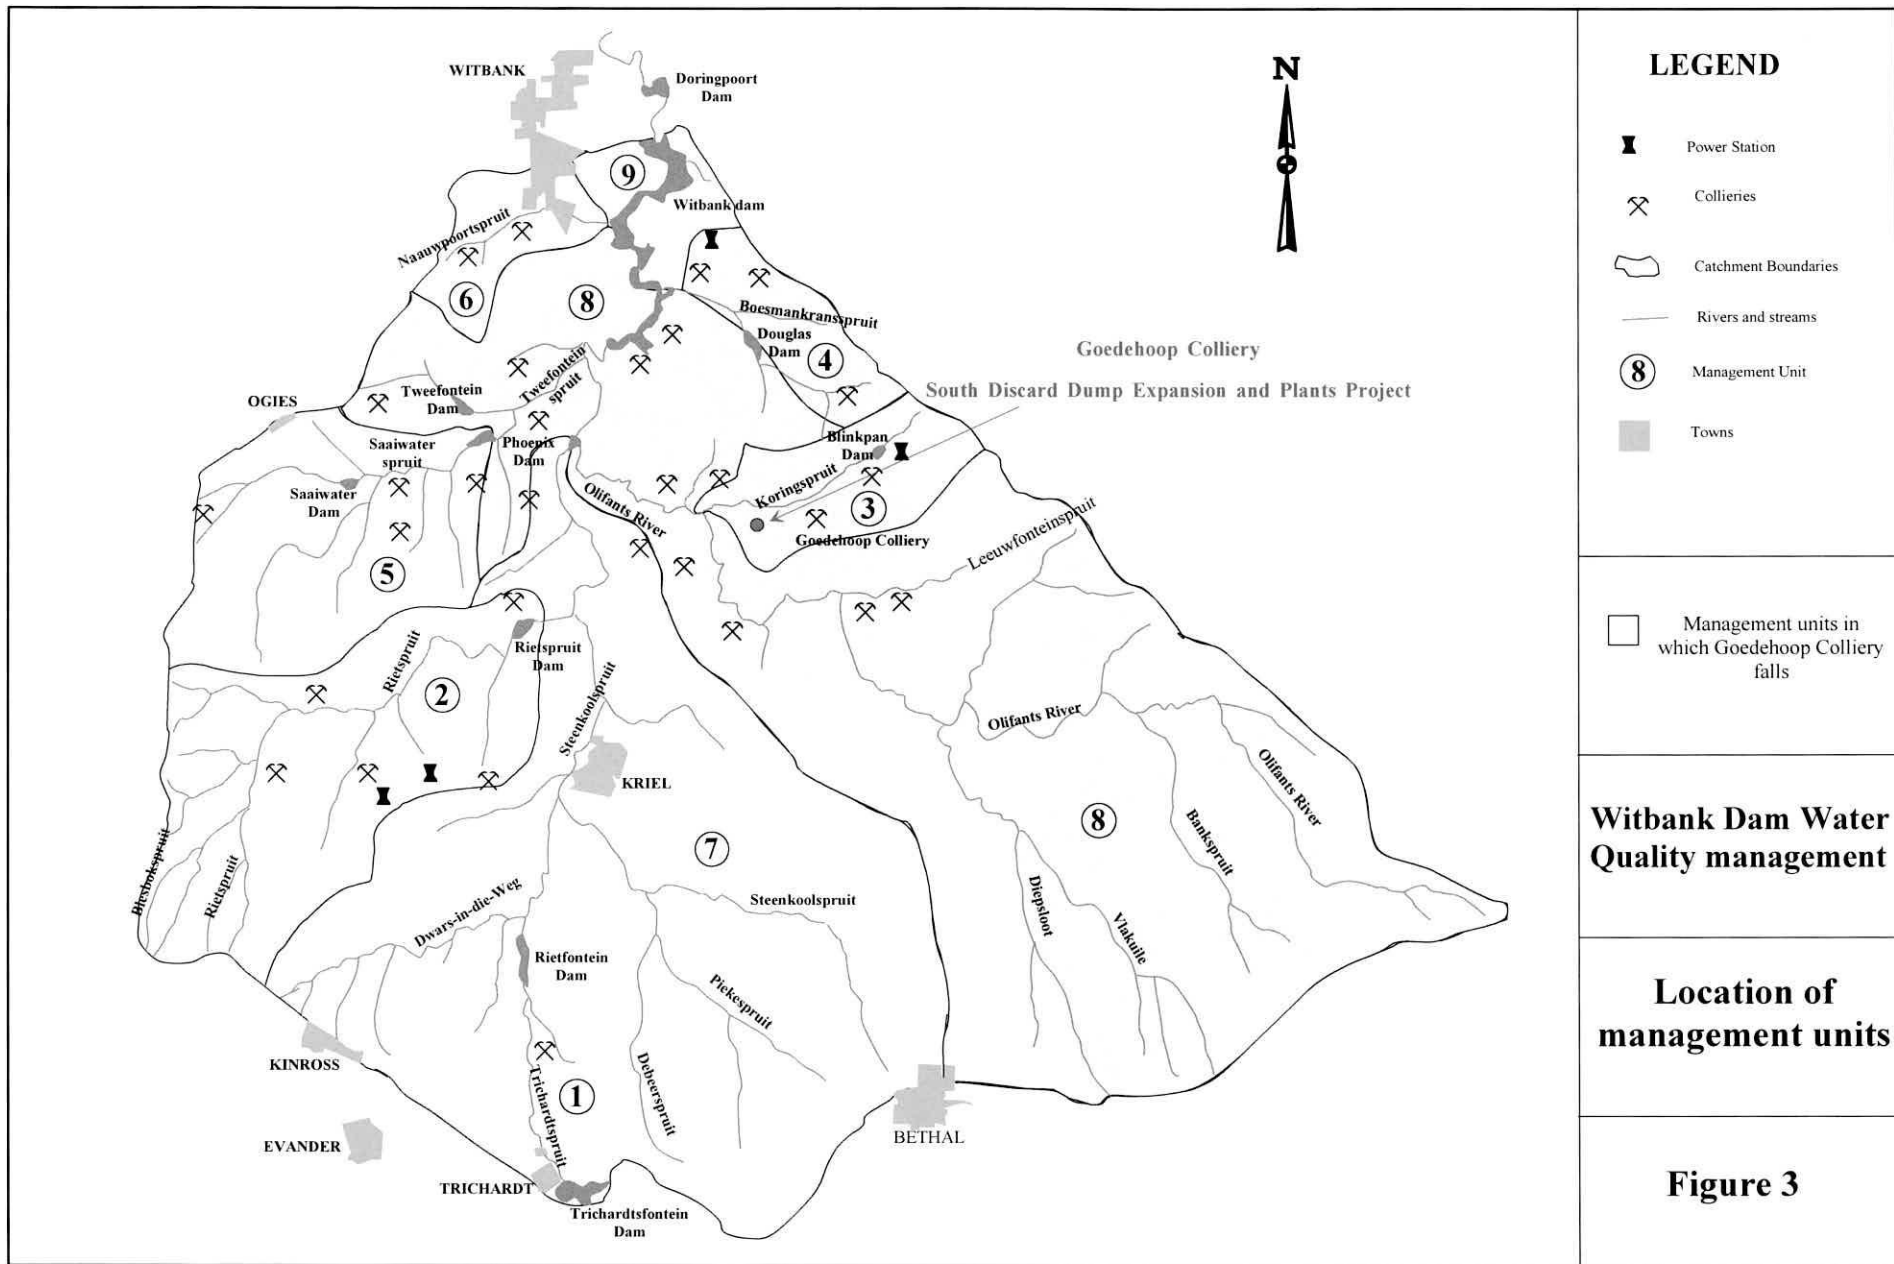 WITBANK
Doringpoort
Dam
N
9
Witbank dam
Naauwpoortspruit
6
8
Boesmankransspruit
Douglas
Dam
4
Goedehoop Colliery
South Discard Dump Expansion and Plants Project
OGIES
Tweefontein
Dam
Tweefontein
spruit
Saaiwater
spruit
Phoenix
Dam
Blinkpan
Dam
Saaiwater
Dam
Olifants River
Koringspruit
3
Goedehoop Colliery
Leeuwfonteinspruit
5
Rietspruit
Rietspruit
Dam
2
Steenkoolspruit
Olifants River
Olifants River
KRIEL
7
8
Bankspruit
Blesbokspruit
Rietspruit
Dwars-in-die-Weg
Steenkoolspruit
Diepsloot
Vlakuile
Rietfontein
Dam
Piekespruit
KINROSS
Debeerspruit
Trichardtspruit
1
EVANDER
BETHAL
TRICHARDT
Trichardtsfontein
Dam
LEGEND
Power Station
Collieries
Catchment Boundaries
Rivers and streams
8
Management Unit
Towns
Management units in
which Goedehoop Colliery
falls
Witbank Dam Water
Quality management
Location of
management units
Figure 3